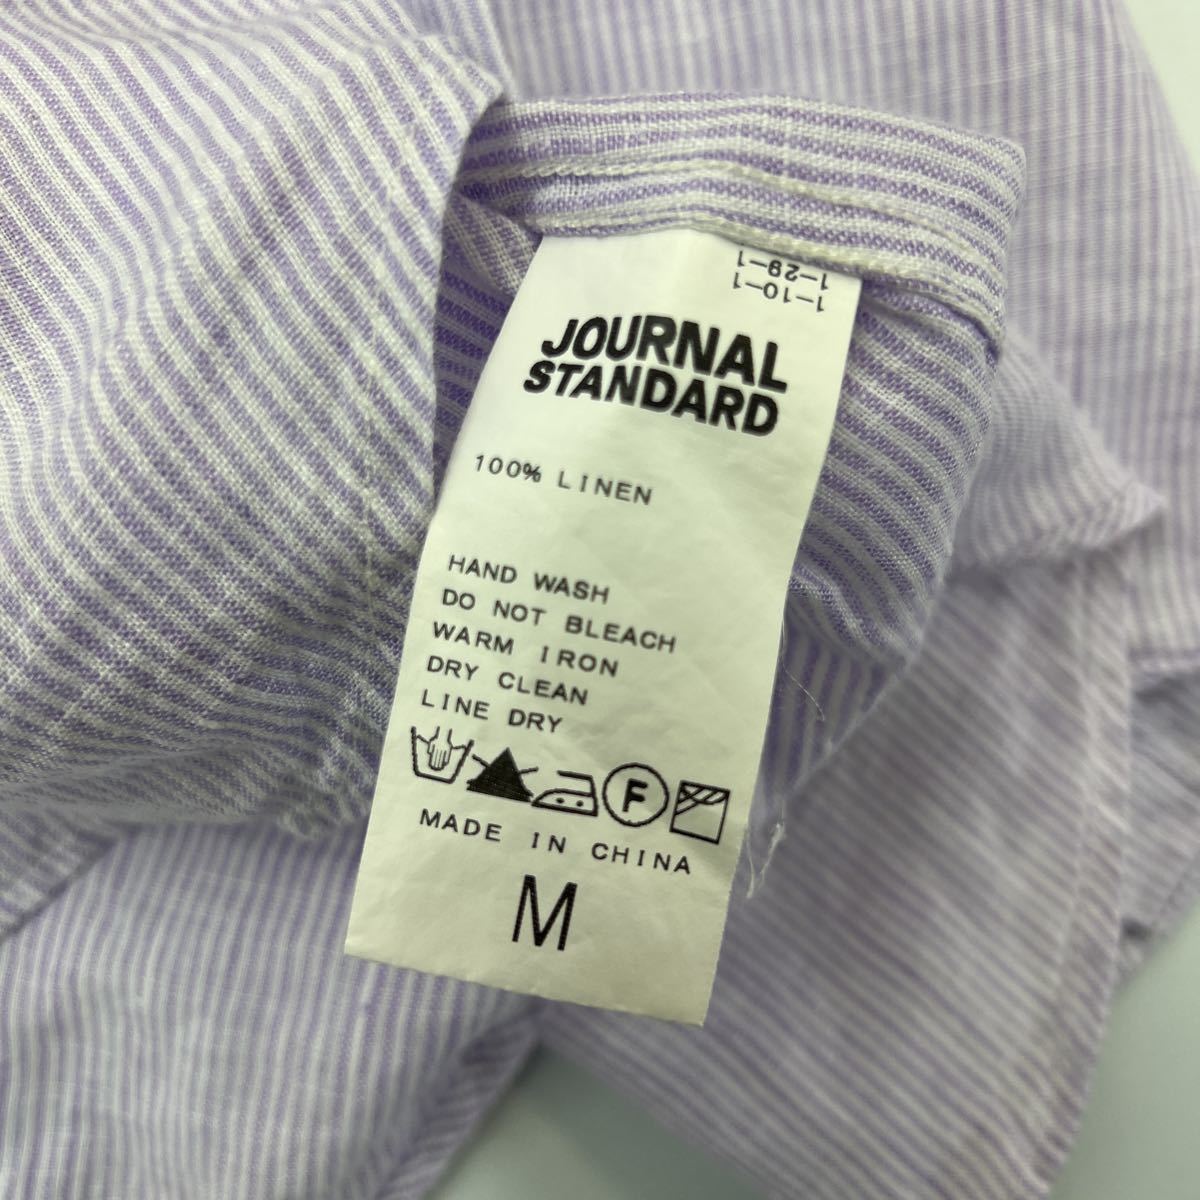 1-29-1
1-10-1
JOURNAL
STANDARD
100% LINEN
HAND WASH
DO NOT BLEACH
WARM IRON
DRY CLEAN
LINE DRY
F
MADE IN CHINA
M